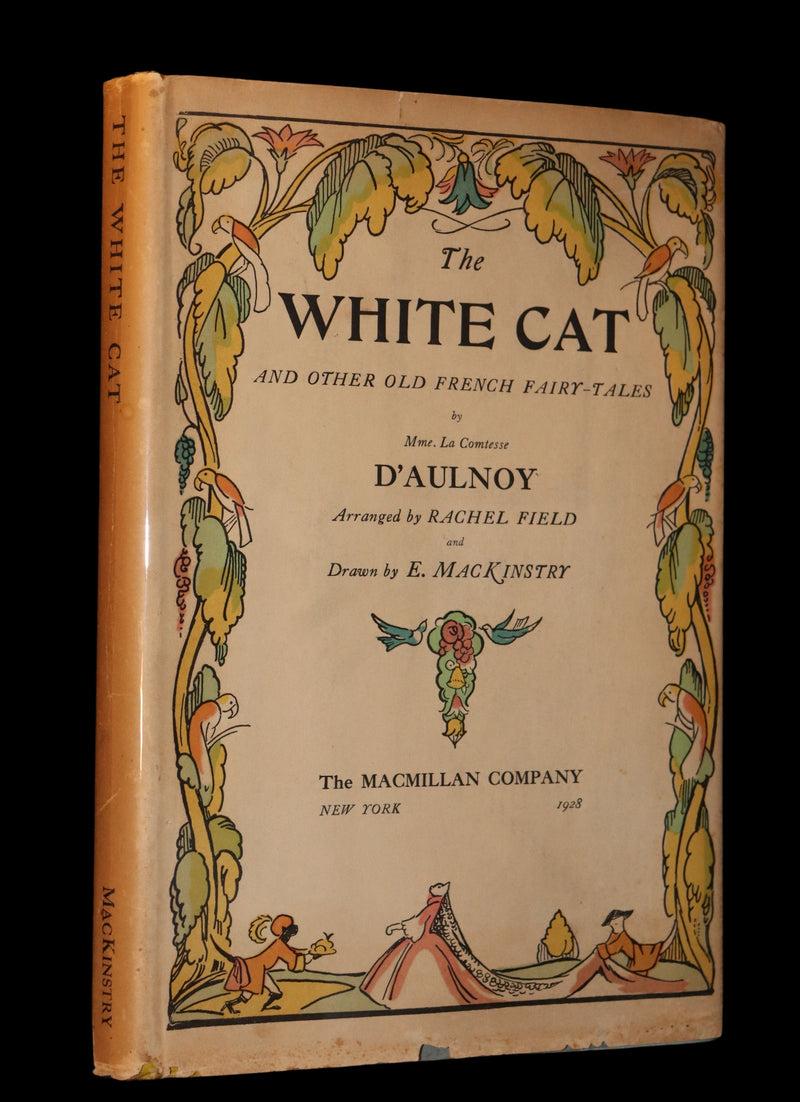 THE WHITE CAT
MACKINSTRY
The
WHITE CAT
AND OTHER OLD FRENCH FAIRY-TALES
by
Mme. La Comtesse
D'AULNOY
Arranged by RACHEL FIELD
and
Drawn by E. MACKINSTRY
The MACMILLAN COMPANY
NEW YORK 1928